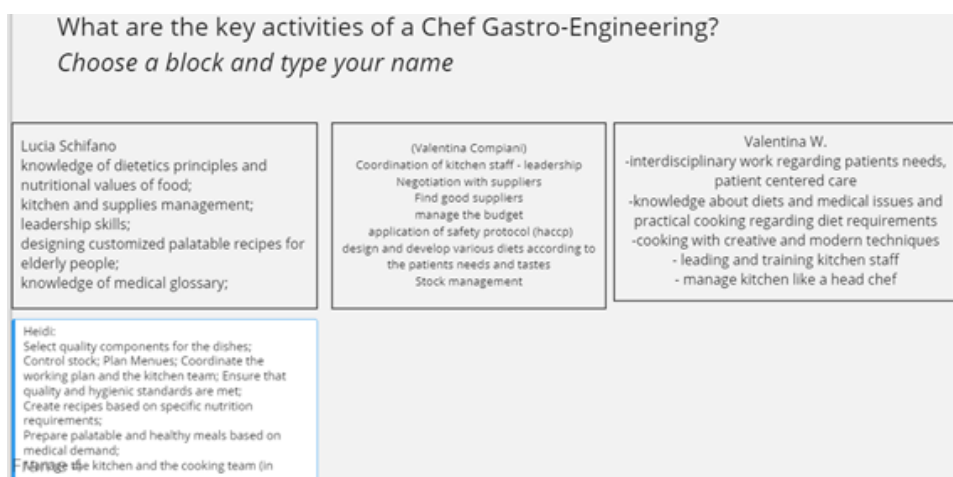 What are the key activities of a Chef Gastro-Engineering?
Choose a block and type your name
Lucia Schifano
knowledge of dietetics principles and
nutritional values of food;
kitchen and supplies management;
leadership skills;
designing customized palatable recipes for
elderly people;
knowledge of medical glossary;
(Valentina Compiani)
Coordination of kitchen staff - leadership
Negotiation with suppliers
Find good suppliers
manage the budget
application of safety protocol (haccp)
design and develop various diets according to
the patients needs and tastes
Stock management
Valentina W.
-interdisciplinary work regarding patients needs,
patient centered care
-knowledge about diets and medical issues and
practical cooking regarding diet requirements
-cooking with creative and modern techniques
- leading and training kitchen staff
- manage kitchen like a head chef
Heidi:
Select quality components for the dishes;
Control stock; Plan Menues; Coordinate the
working plan and the kitchen team; Ensure that
quality and hygienic standards are met;
Create recipes based on specific nutrition
requirements;
Prepare palatable and healthy meals based on
medical demand;
Manage the kitchen and the cooking team (in